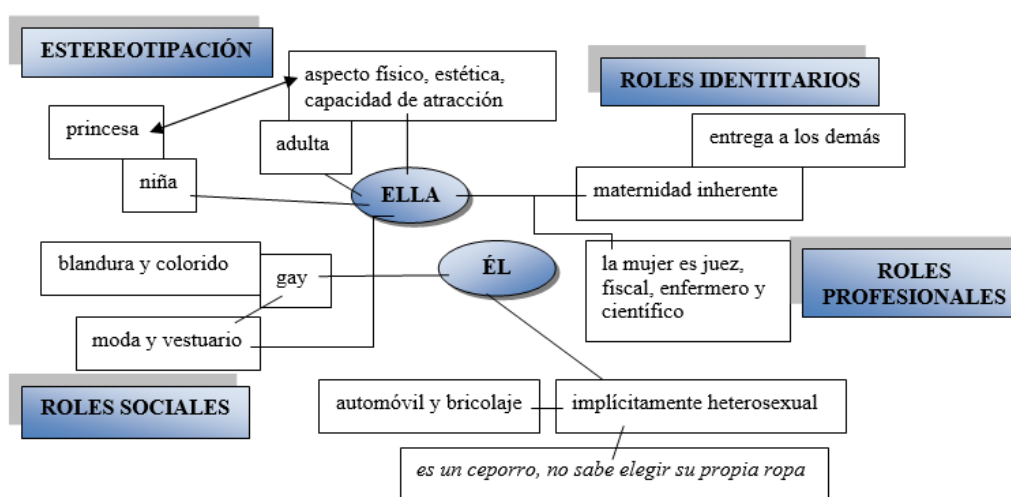 ESTEREOTIPACIÓN
aspecto físico, estética,
capacidad de atracción
ROLES IDENTITARIOS
princesa
adulta
entrega a los demás
niña
ELLA
maternidad inherente
blandura y colorido
gay
ÉL
la mujer es juez,
fiscal, enfermero y
científico
ROLES
PROFESIONALES
moda y vestuario
ROLES SOCIALES
automóvil y bricolaje
implícitamente heterosexual
es un ceporro, no sabe elegir su propia ropa